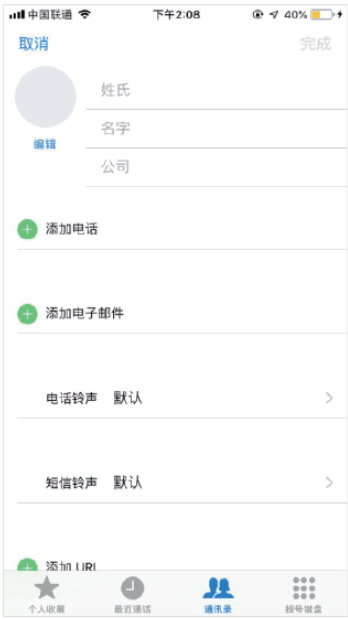 中国联通 下午2:08 40%
取消 完成
姓氏
名字
编辑
公司
添加电话
添加电子邮件
电话铃声 默认
短信铃声 默认
添加 URL
个人收藏 最近通话 通讯录 拨号键盘